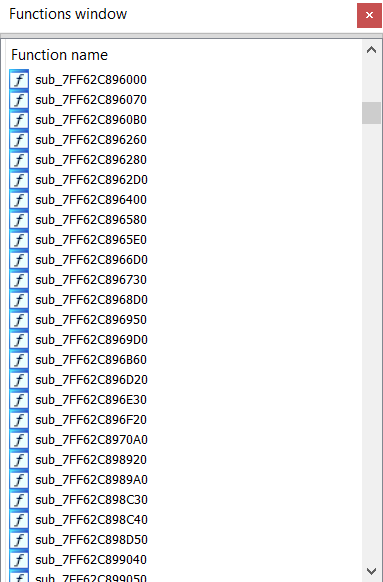 Functions window
Function name
sub_7FF62C896000
sub_7FF62C896070
sub_7FF62C8960B0
sub_7FF62C896260
sub_7FF62C896280
sub_7FF62C8962D0
sub_7FF62C896400
sub_7FF62C896580
sub_7FF62C8965E0
sub_7FF62C8966D0
sub_7FF62C896730
sub_7FF62C8968D0
sub_7FF62C896950
sub_7FF62C8969D0
sub_7FF62C896B60
sub_7FF62C896D20
sub_7FF62C896E30
sub_7FF62C896F20
sub_7FF62C8970A0
sub_7FF62C898920
sub_7FF62C8989A0
sub_7FF62C898C30
sub_7FF62C898C40
sub_7FF62C898D50
sub_7FF62C899040
sub_7FF62C899050